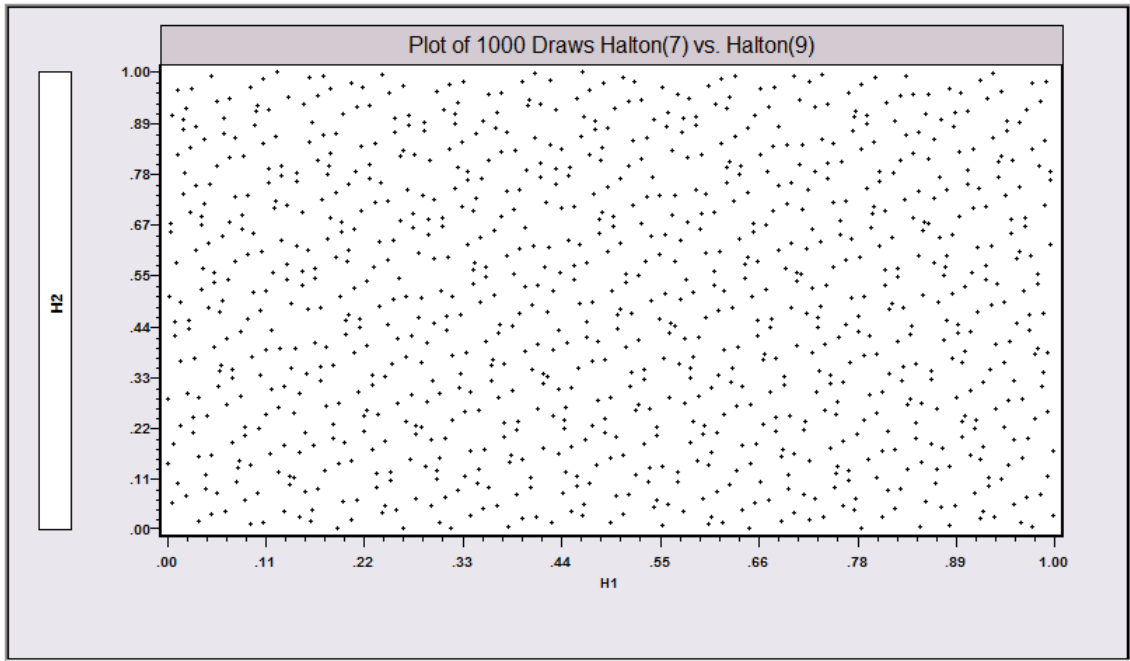 Plot of 1000 Draws Halton(7) vs. Halton(9)
1.00
.89
.78
.67
.55
.44
.33
.22
.11
.00
H2
.00 .11 .22 .33 .44 .55 .66 .78 .89 1.00
H1